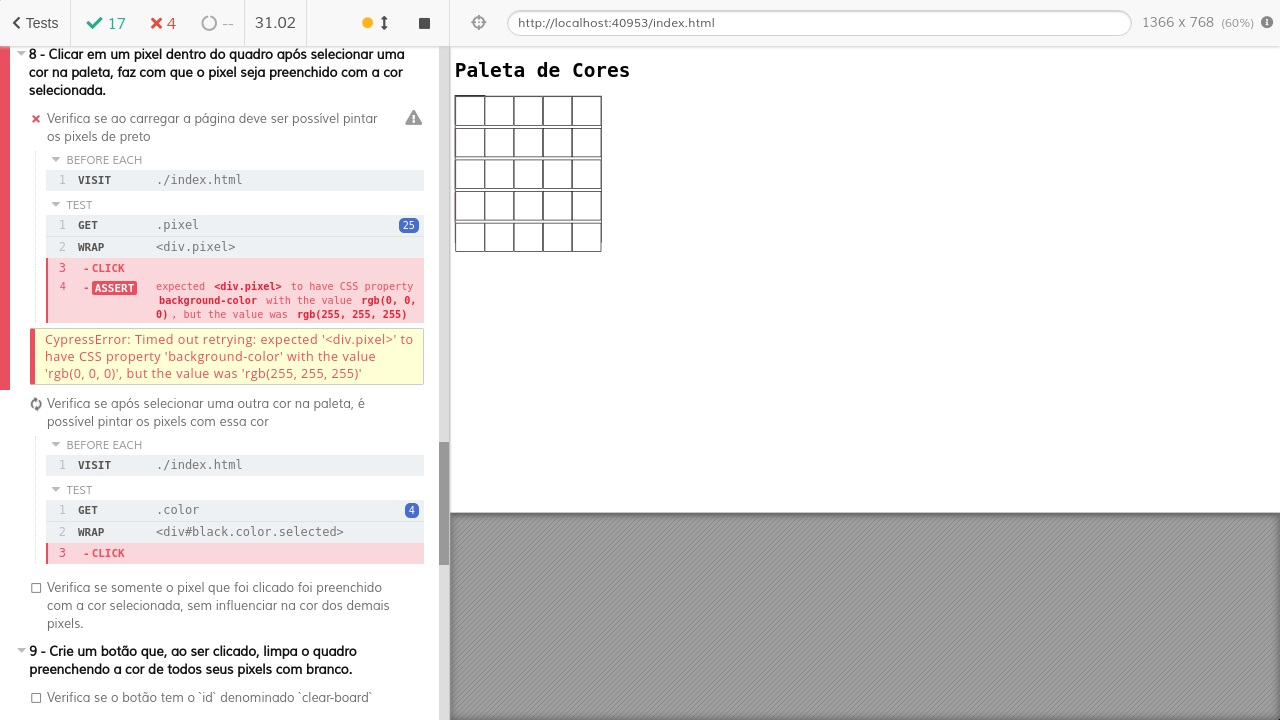 Tests 17 4 -- 31.02
8 - Clicar em um pixel dentro do quadro após selecionar uma
cor na paleta, faz com que o pixel seja preenchido com a cor
selecionada.
Verifica se ao carregar a página deve ser possível pintar
os pixels de preto
BEFORE EACH
1 VISIT ./index.html
TEST
1 GET .pixel 25
2 WRAP <div.pixel>
3 - CLICK
4 - ASSERT expected <div.pixel> to have CSS property
background-color with the value rgb(0, 0,
0) , but the value was rgb(255, 255, 255)
CypressError: Timed out retrying: expected '<div.pixel>' to
have CSS property 'background-color' with the value
'rgb(0, 0, 0)', but the value was 'rgb(255, 255, 255)'
Verifica se após selecionar uma outra cor na paleta, é
possível pintar os pixels com essa cor
BEFORE EACH
1 VISIT ./index.html
TEST
1 GET .color 4
2 WRAP <div#black.color.selected>
3 - CLICK
Verifica se somente o pixel que foi clicado foi preenchido
com a cor selecionada, sem influenciar na cor dos demais
pixels.
9 - Crie um botão que, ao ser clicado, limpa o quadro
preenchendo a cor de todos seus pixels com branco.
Verifica se o botão tem o `id` denominado `clear-board`
http://localhost:40953/index.html 1366 x 768 (60%)
Paleta de Cores